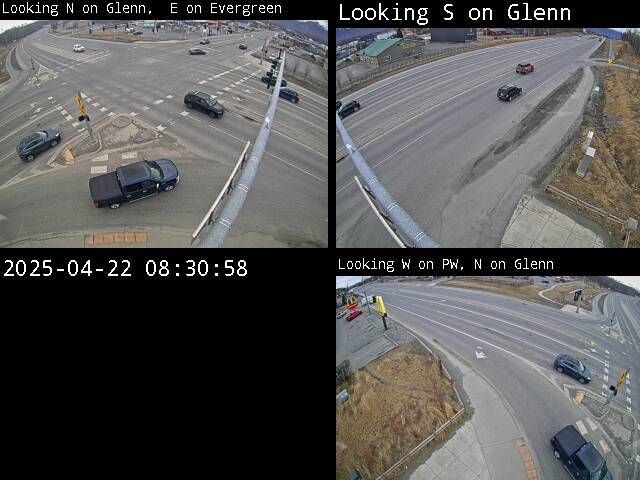 Looking N on Glenn,  E on Evergreen
Looking S on Glenn
2025-04-22 08:30:58
Looking W on PW, N on Glenn